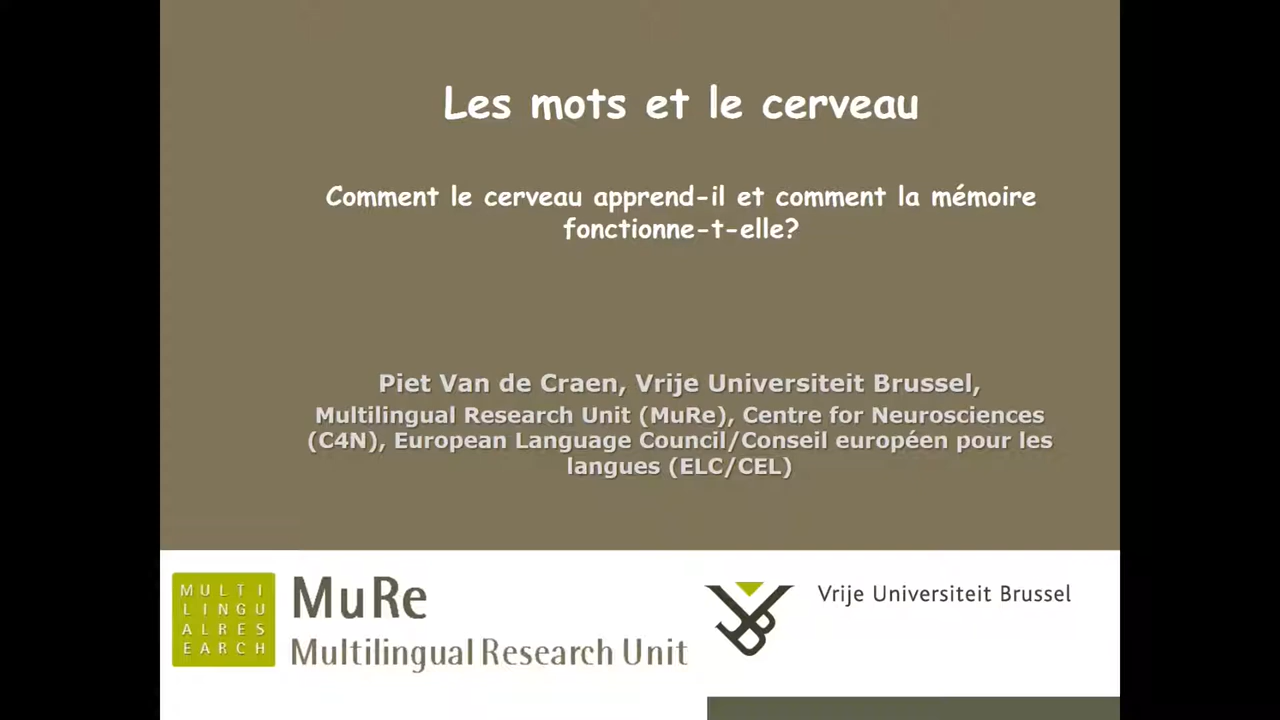 Les mots et le cerveau
Comment le cerveau apprend-il et comment la mémoire
fonctionne-t-elle?
Piet Van de Craen, Vrije Universiteit Brussel,
Multilingual Research Unit (MuRe), Centre for Neurosciences
(C4N), European Language Council/Conseil européen pour les
langues (ELC/CEL)
MULTI
LINGU
ALRES
EARCH
MuRe
Multilingual Research Unit
VUB
Vrije Universiteit Brussel